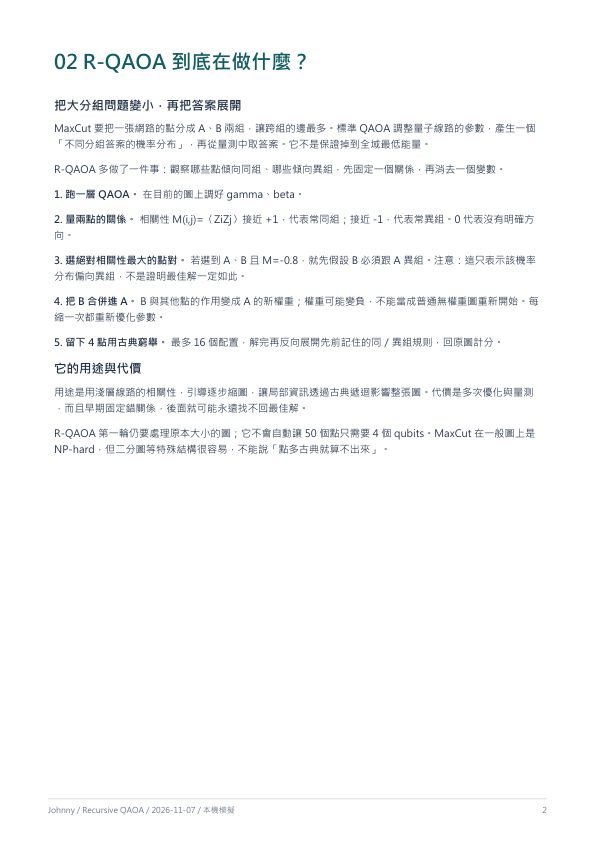 02 R-QAOA 到底在做什麼？
把大分組問題變小，再把答案展開
MaxCut 要把一張網路的點分成 A、B 兩組，讓跨組的邊最多。標準 QAOA 調整量子線路的參數，產生一個
「不同分組答案的機率分布」，再從量測中取答案。它不是保證掉到全域最低能量。
R-QAOA 多做了一件事：觀察哪些點傾向同組、哪些傾向異組，先固定一個關係，再消去一個變數。
1. 跑一層 QAOA。 在目前的圖上調好 gamma、beta。
2. 量兩點的關係。 相關性 M(i,j)=〈ZiZj〉接近 +1，代表常同組；接近 -1，代表常異組。0 代表沒有明確方
向。
3. 選絕對相關性最大的點對。 若選到 A、B 且 M=-0.8，就先假設 B 必須跟 A 異組。注意：這只表示該機率
分布偏向異組，不是證明最佳解一定如此。
4. 把 B 合併進 A。 B 與其他點的作用變成 A 的新權重；權重可能變負，不能當成普通無權重圖重新開始。每
縮一次都重新優化參數。
5. 留下 4 點用古典窮舉。 最多 16 個配置，解完再反向展開先前記住的同 / 異組規則，回原圖計分。
它的用途與代價
用途是用淺層線路的相關性，引導逐步縮圖，讓局部資訊透過古典遞迴影響整張圖。代價是多次優化與量測
，而且早期固定錯關係，後面就可能永遠找不回最佳解。
R-QAOA 第一輪仍要處理原本大小的圖；它不會自動讓 50 個點只需要 4 個 qubits。MaxCut 在一般圖上是
NP-hard，但二分圖等特殊結構很容易，不能說「點多古典就算不出來」。
Johnny / Recursive QAOA / 2026-11-07 / 本機模擬
2